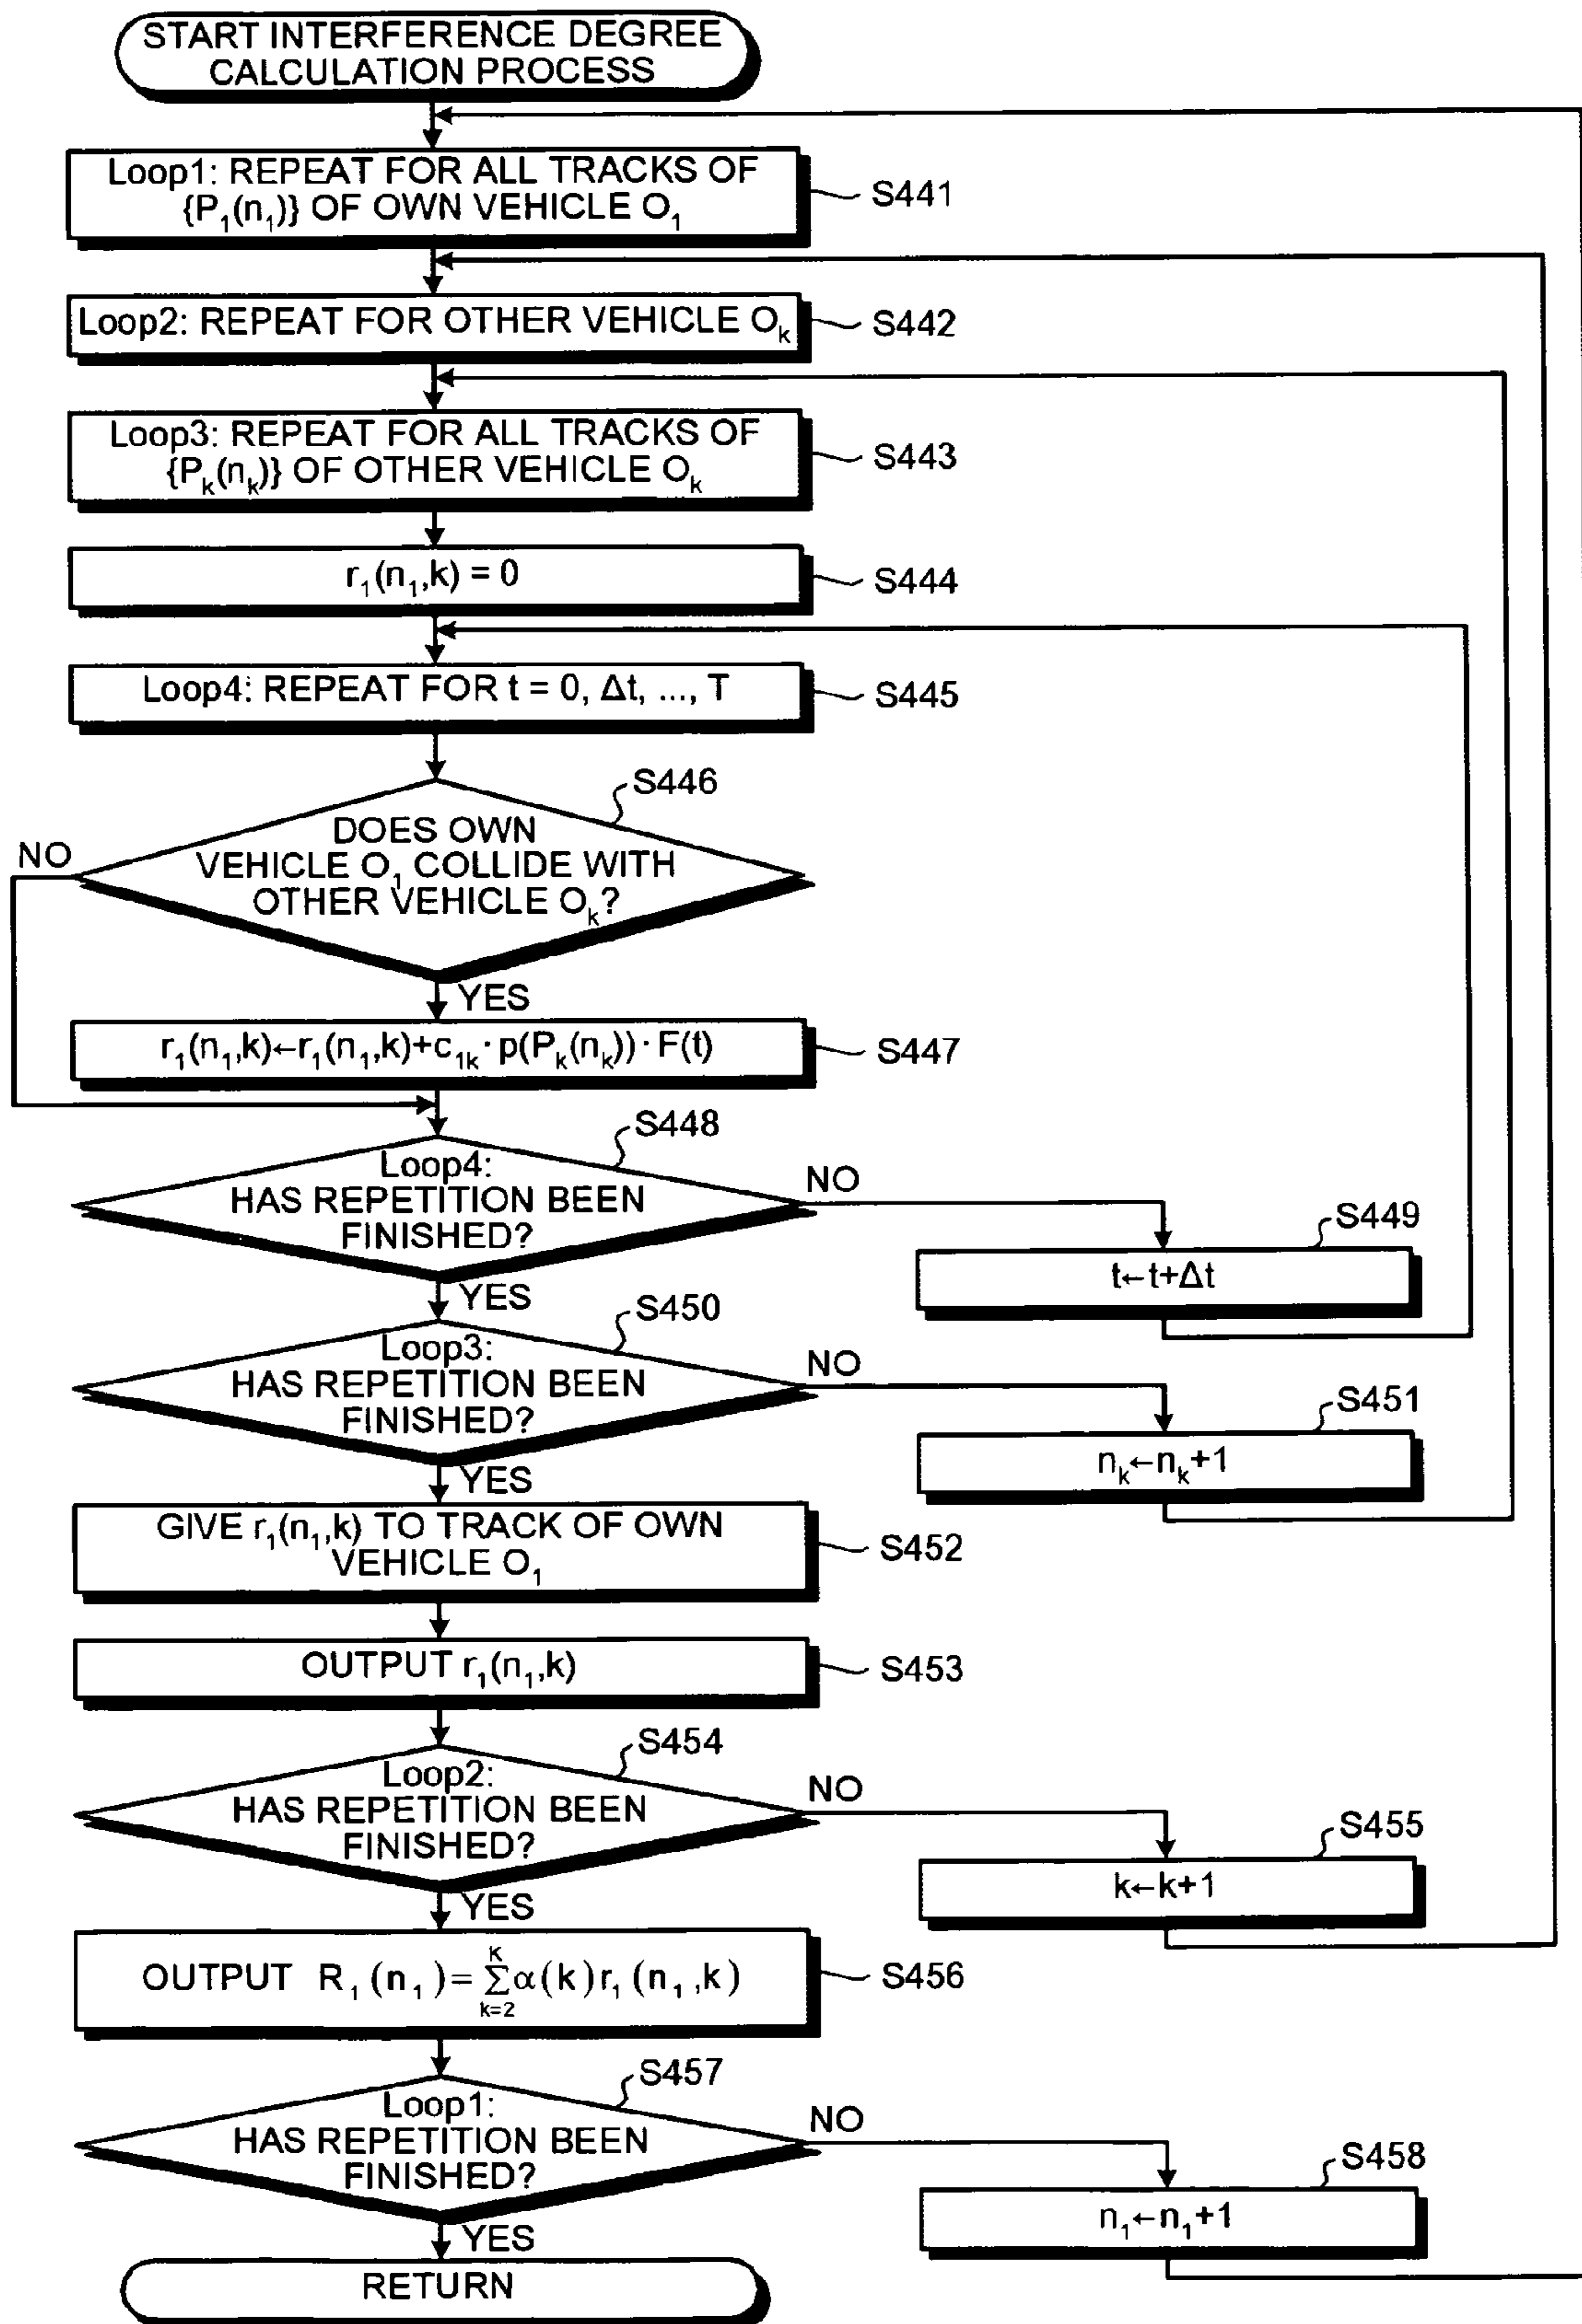 START INTERFERENCE DEGREE
CALCULATION PROCESS
Loop1: REPEAT FOR ALL TRACKS OF
{P₁(n₁)} OF OWN VEHICLE O₁
S441
Loop2: REPEAT FOR OTHER VEHICLE Oₖ
S442
Loop3: REPEAT FOR ALL TRACKS OF
{Pₖ(nₖ)} OF OTHER VEHICLE Oₖ
S443
r₁(n₁,k) = 0
S444
Loop4: REPEAT FOR t = 0, Δt, ..., T
S445
S446
DOES OWN
VEHICLE O₁ COLLIDE WITH
OTHER VEHICLE Oₖ?
NO
YES
r₁(n₁,k)←r₁(n₁,k)+c₁ₖ·p(Pₖ(nₖ))·F(t)
S447
S448
Loop4:
HAS REPETITION BEEN
FINISHED?
NO
S449
t←t+Δt
YES
S450
Loop3:
HAS REPETITION BEEN
FINISHED?
NO
S451
nₖ←nₖ+1
YES
GIVE r₁(n₁,k) TO TRACK OF OWN
VEHICLE O₁
S452
OUTPUT r₁(n₁,k)
S453
S454
Loop2:
HAS REPETITION BEEN
FINISHED?
NO
S455
k←k+1
YES
OUTPUT R₁(n₁)=∑α(k)r₁(n₁,k)
K
k=2
S456
S457
Loop1:
HAS REPETITION BEEN
FINISHED?
NO
S458
n₁←n₁+1
YES
RETURN